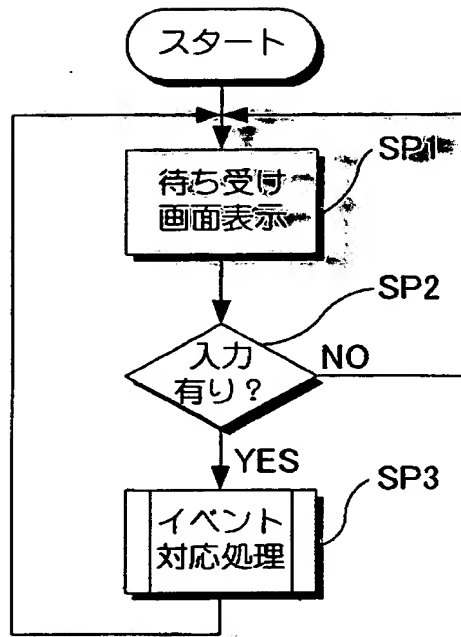 スタート
SP1
待ち受け
画面表示
SP2
入力
有り?
NO
YES
SP3
イベント
対応処理